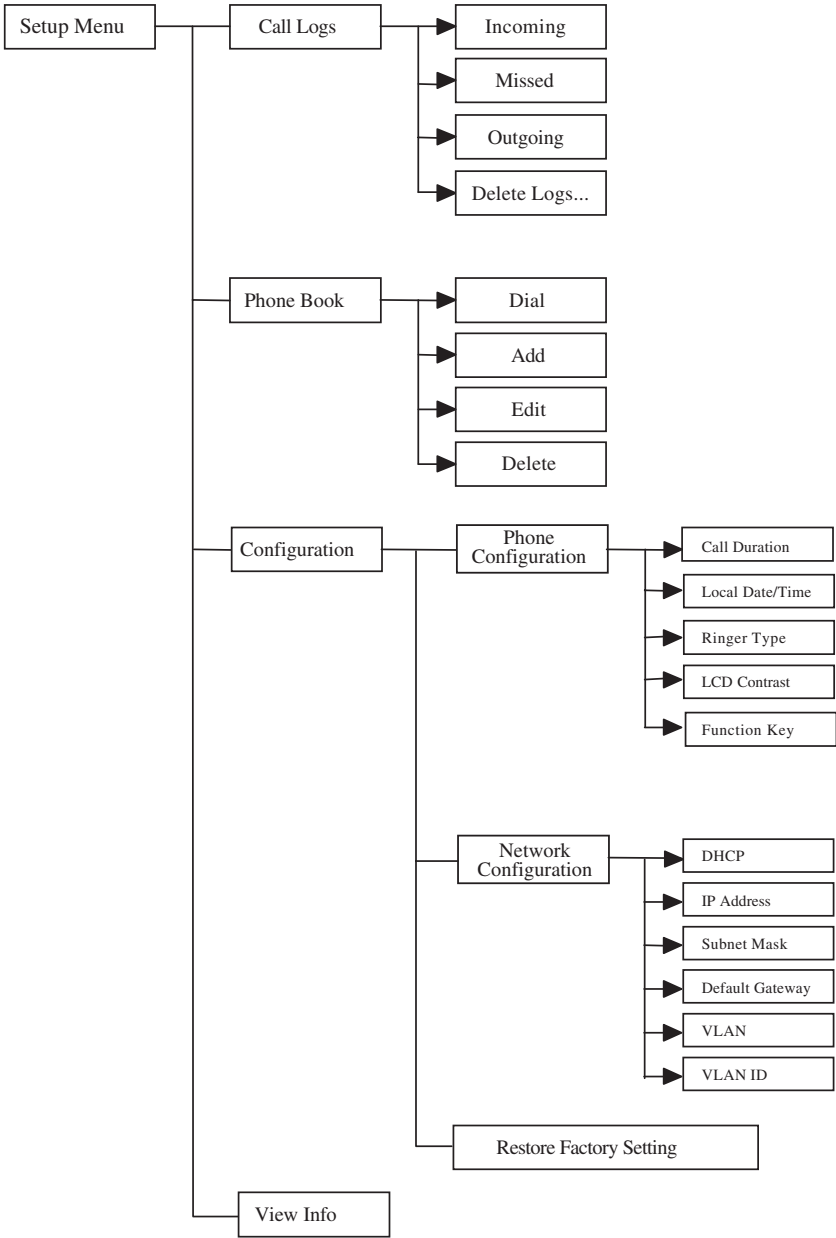 Setup Menu
Call Logs
Incoming
Missed
Outgoing
Delete Logs...
Phone Book
Dial
Add
Edit
Delete
Configuration
Phone
Configuration
Call Duration
Local Date/Time
Ringer Type
LCD Contrast
Function Key
Network
Configuration
DHCP
IP Address
Subnet Mask
Default Gateway
VLAN
VLAN ID
Restore Factory Setting
View Info